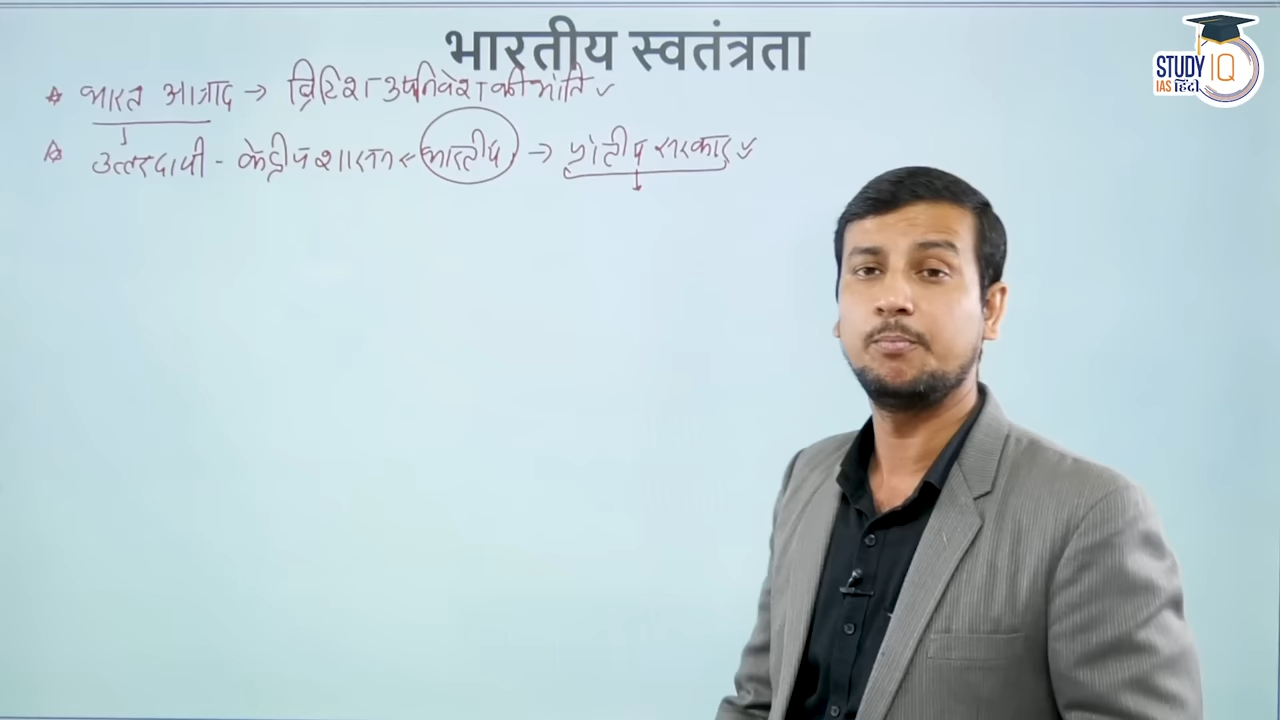 भारतीय स्वतंत्रता
STUDY IQ
IAS हिंदी
* भारत आज़ाद → ब्रिटिश उपनिवेश की भांति ✓
* उत्तरदायी - केंद्रीय शासन < भारतीय → प्रांतीय सरकार ✓